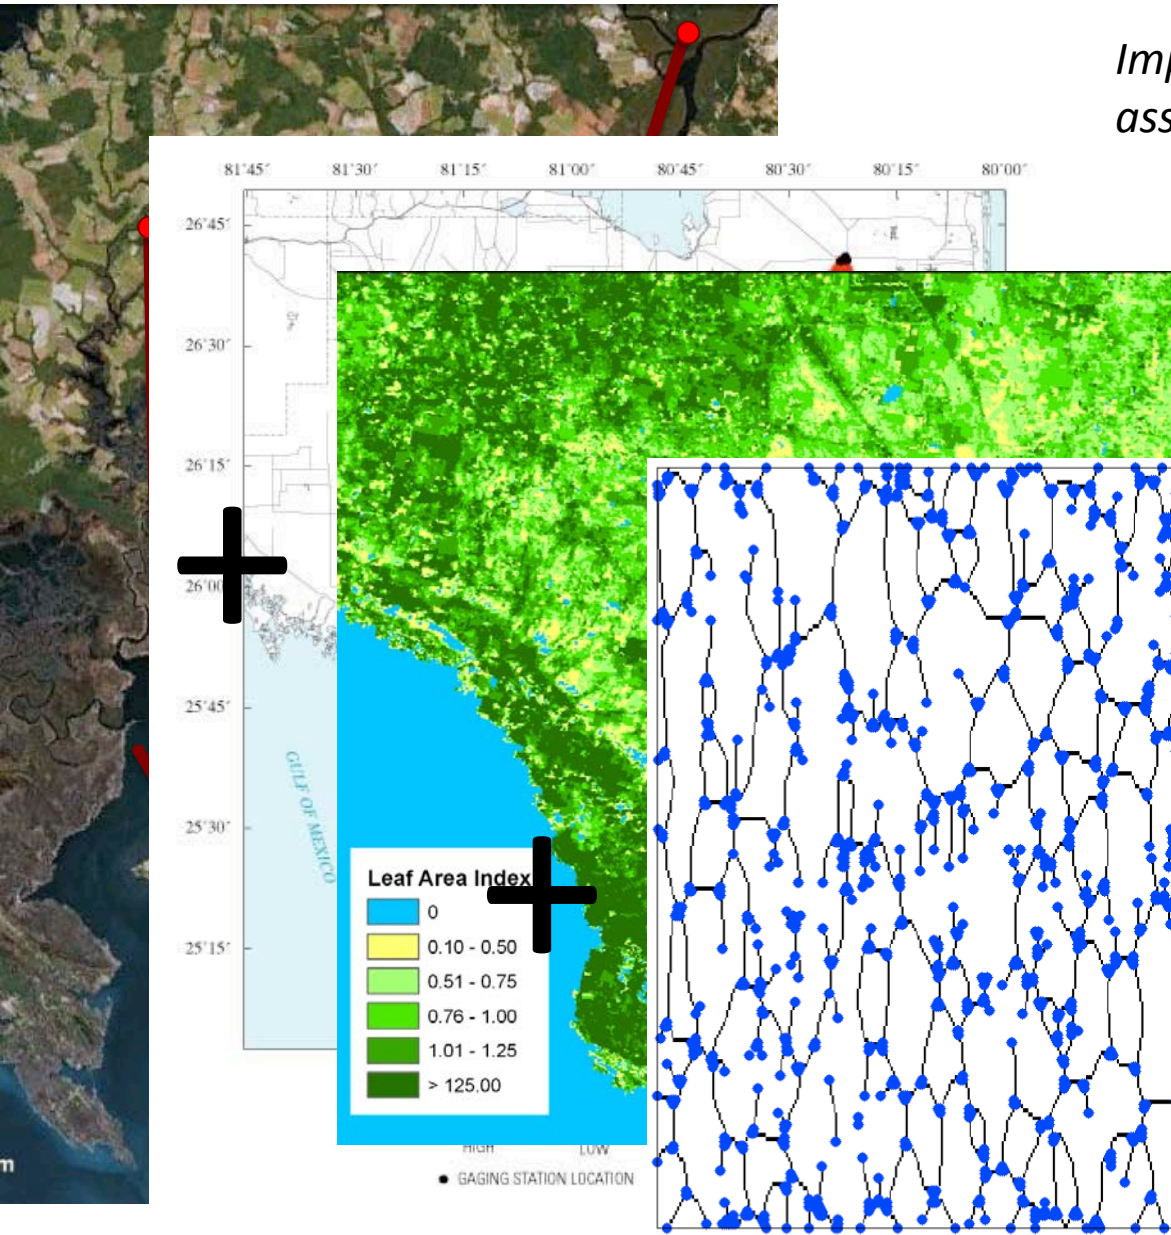 Imp
ass
81°45′ 81°30′ 81°15′ 81°00′ 80°45′ 80°30′ 80°15′ 80°00′
26°45′
26°30′
26°15′
26°00′
25°45′
25°30′
25°15′
GULF OF MEXICO
Leaf Area Index
0
0.10 - 0.50
0.51 - 0.75
0.76 - 1.00
1.01 - 1.25
> 125.00
m
HIGH LOW
● GAGING STATION LOCATION